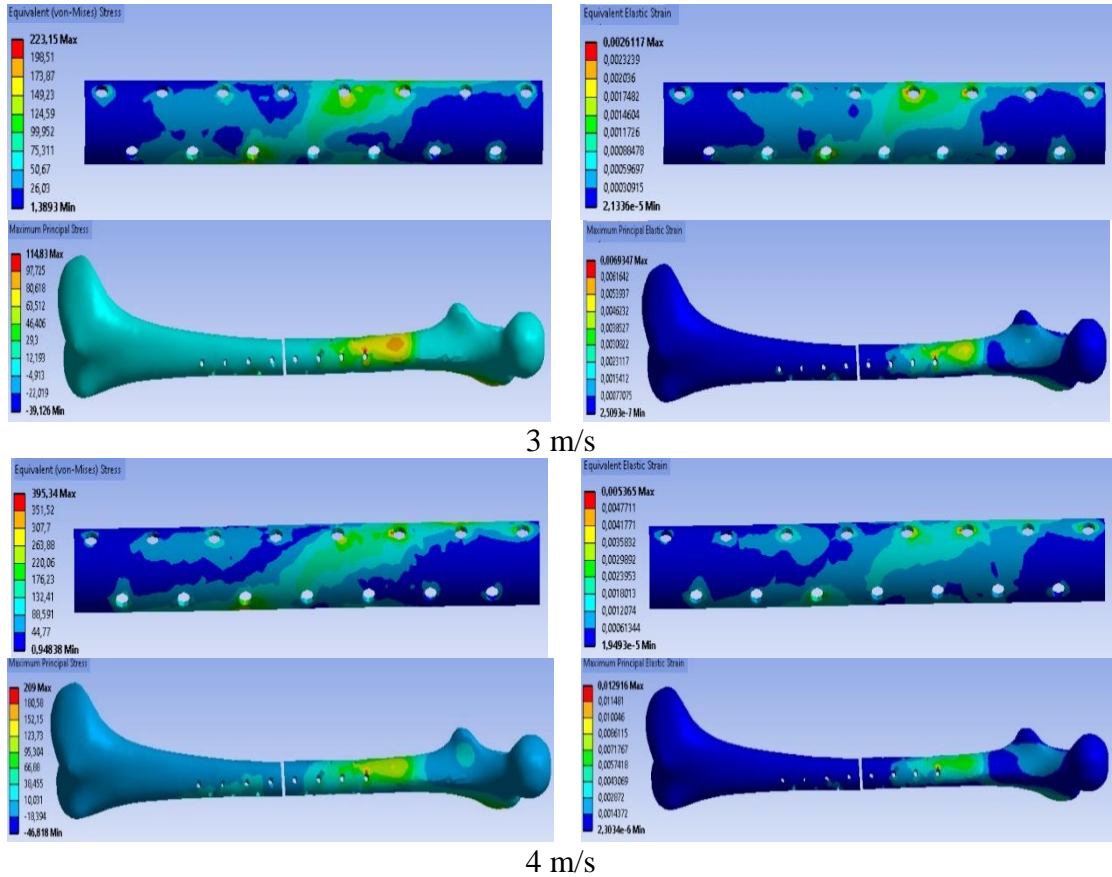 Equivalent (von-Mises) Stress
223,15 Max
198,51
173,87
149,23
124,59
99,952
75,311
50,67
26,03
1,3893 Min
Equivalent Elastic Strain
0,0026117 Max
0,0023239
0,002036
0,0017482
0,0014604
0,0011726
0,00088478
0,00059697
0,00030915
2,1336e-5 Min
Maximum Principal Stress
114,83 Max
97,725
80,618
63,512
46,406
29,3
12,193
-4,913
-22,019
-39,126 Min
Maximum Principal Elastic Strain
0,0069347 Max
0,0061642
0,0053937
0,0046232
0,0038527
0,0030822
0,0023117
0,0015412
0,00077075
2,5093e-7 Min
3 m/s
Equivalent (von-Mises) Stress
395,34 Max
351,52
307,7
263,88
220,06
176,23
132,41
88,591
44,77
0,94838 Min
Equivalent Elastic Strain
0,005365 Max
0,0047711
0,0041771
0,0035832
0,0029892
0,0023953
0,0018013
0,0012074
0,00061344
1,9493e-5 Min
Maximum Principal Stress
209 Max
180,58
152,15
123,73
95,304
66,88
38,455
10,031
-18,394
-46,818 Min
Maximum Principal Elastic Strain
0,012916 Max
0,011481
0,010046
0,0086115
0,0071767
0,0057418
0,0043069
0,002872
0,0014372
2,3034e-6 Min
4 m/s